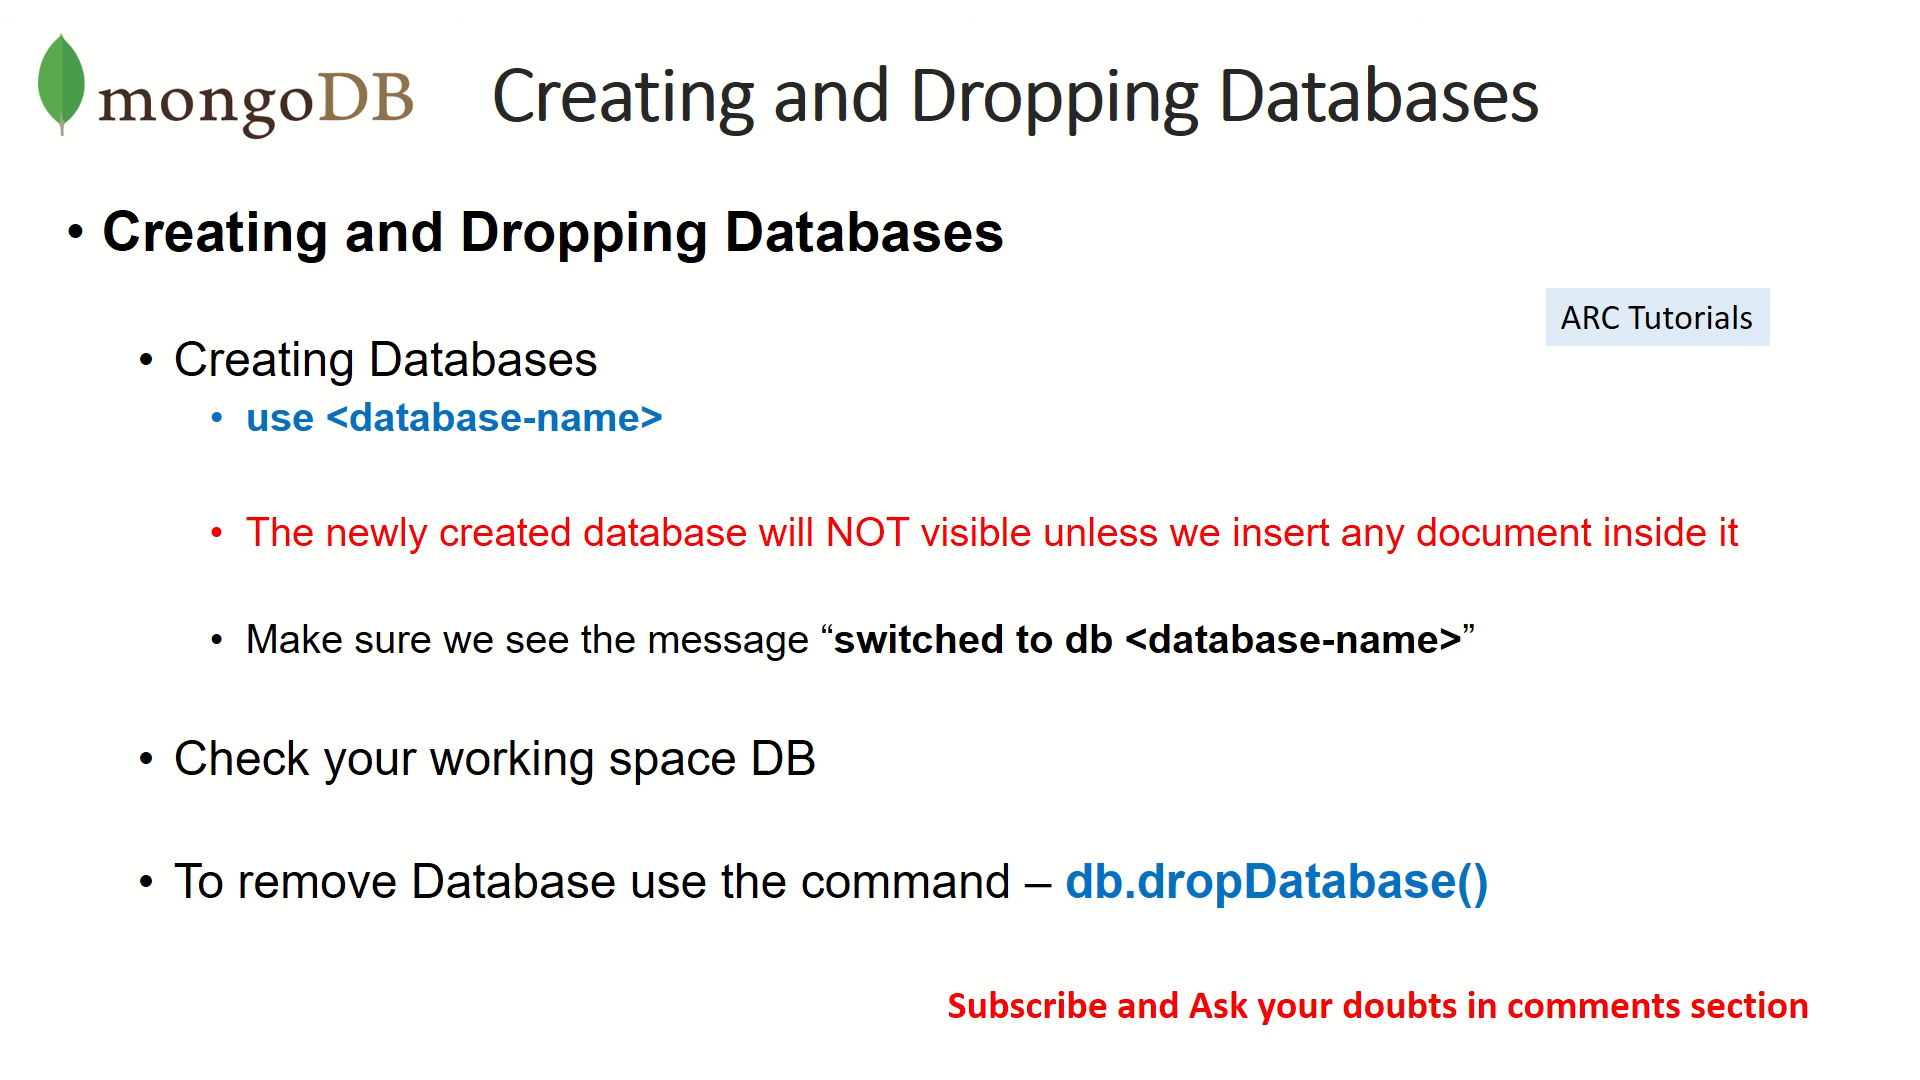 mongoDB
Creating and Dropping Databases
• Creating and Dropping Databases
ARC Tutorials
• Creating Databases
• use <database-name>
• The newly created database will NOT visible unless we insert any document inside it
• Make sure we see the message “switched to db <database-name>”
• Check your working space DB
• To remove Database use the command – db.dropDatabase()
Subscribe and Ask your doubts in comments section